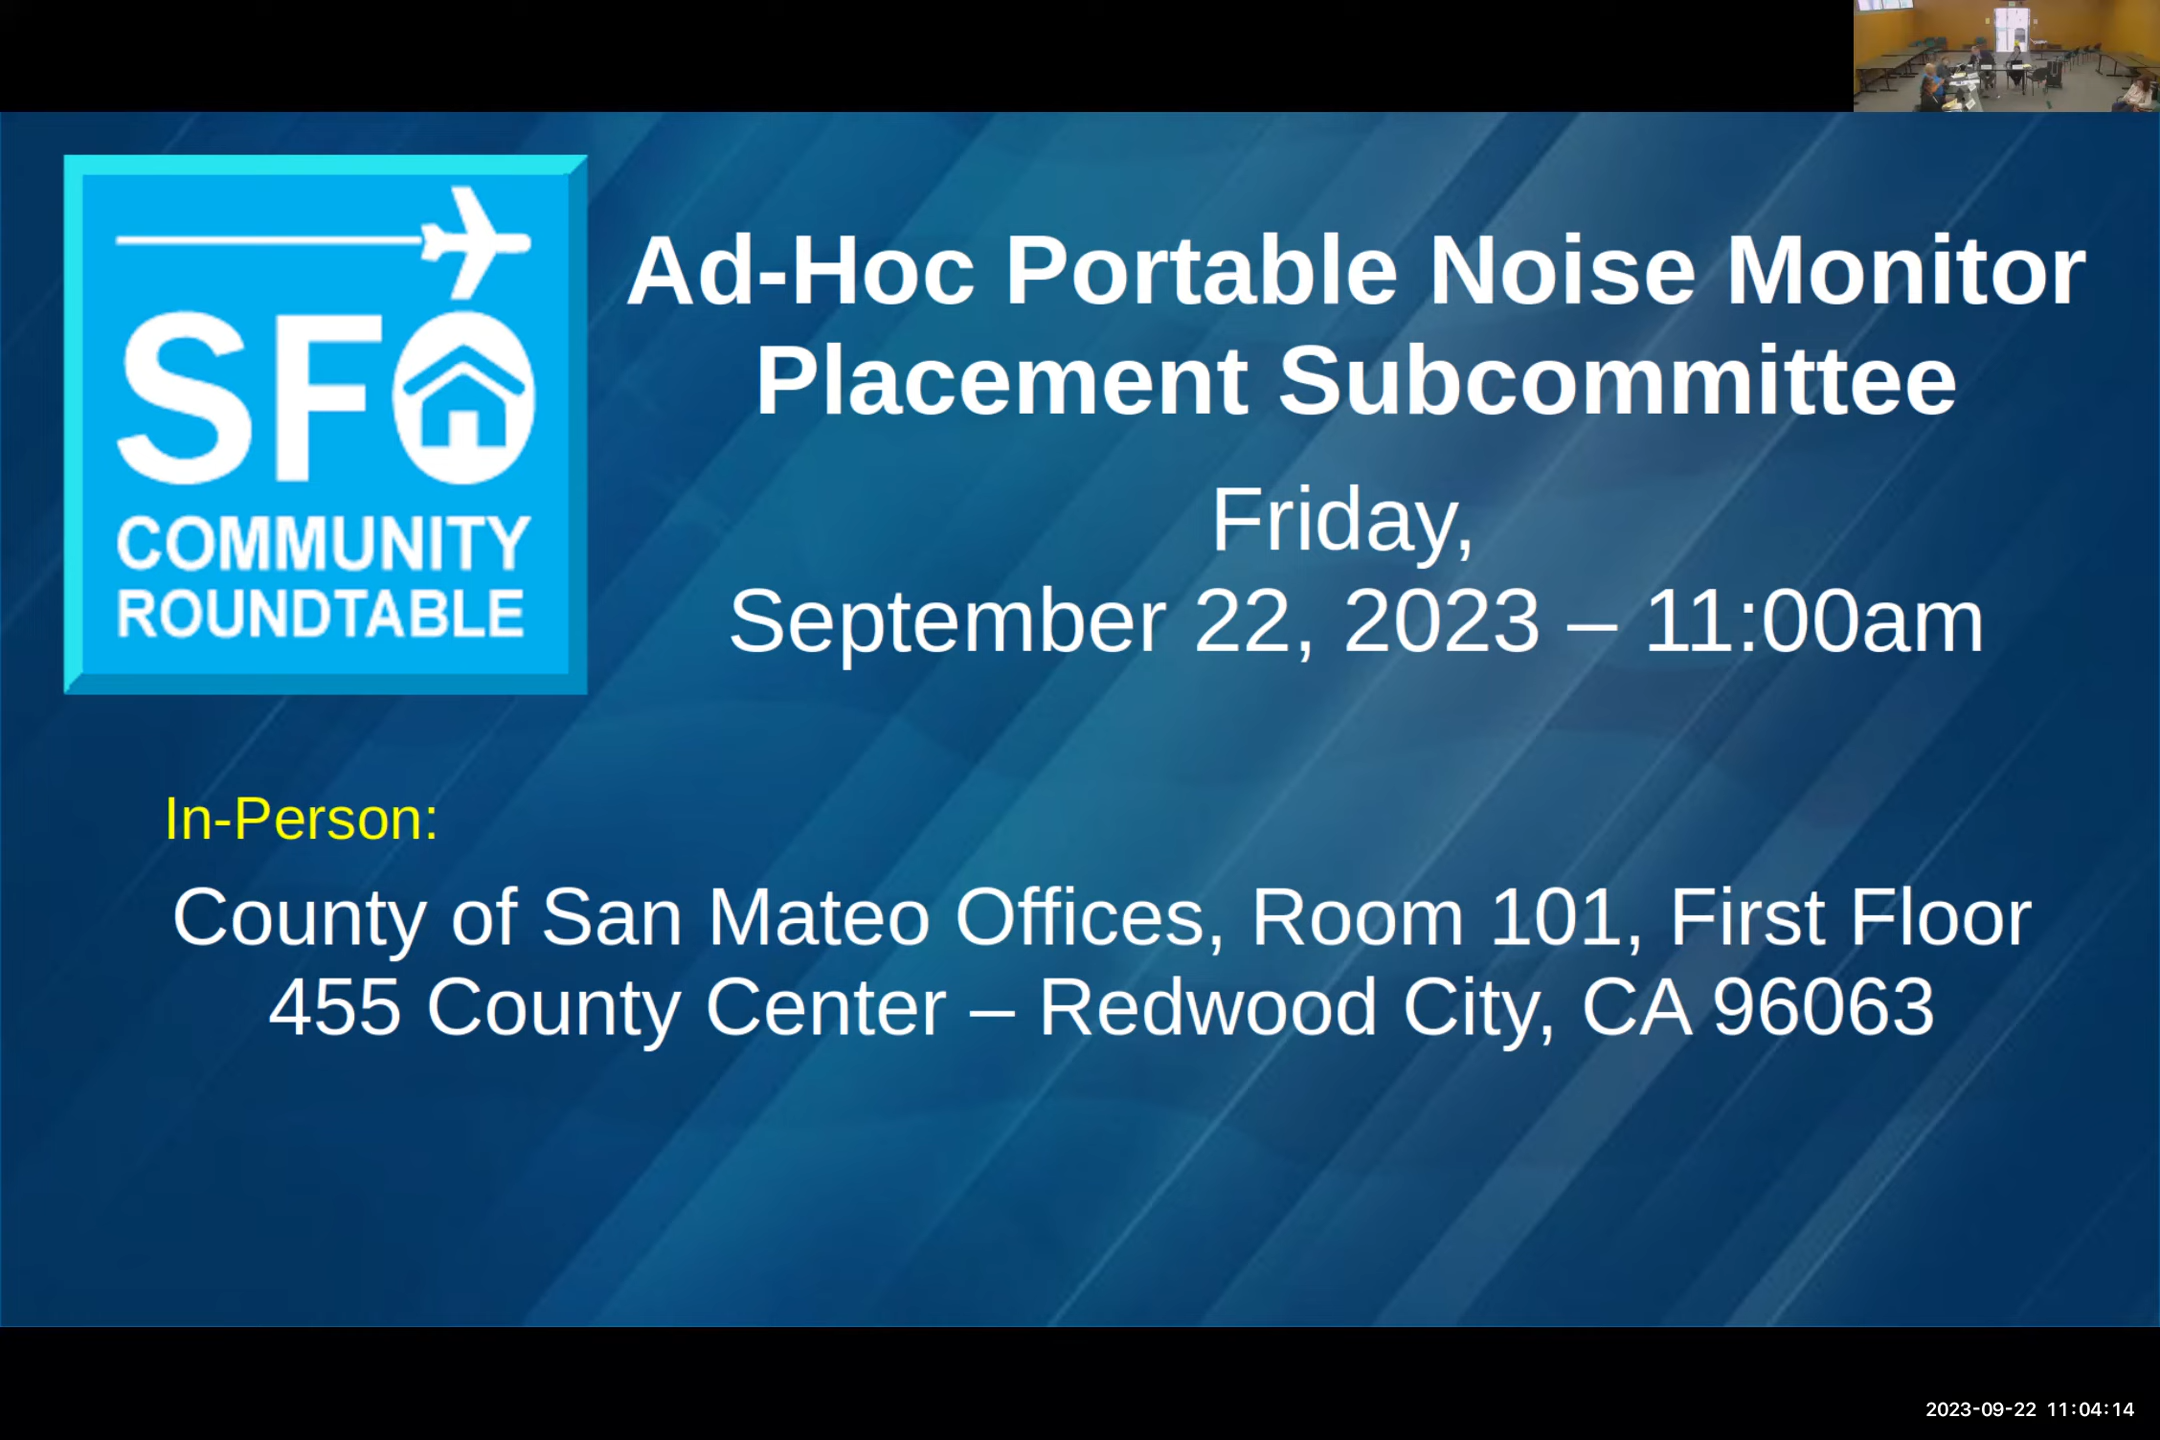 SFO
COMMUNITY
ROUNDTABLE
Ad-Hoc Portable Noise Monitor
Placement Subcommittee
Friday,
September 22, 2023 – 11:00am
In-Person:
County of San Mateo Offices, Room 101, First Floor
455 County Center – Redwood City, CA 96063
2023-09-22 11:04:14